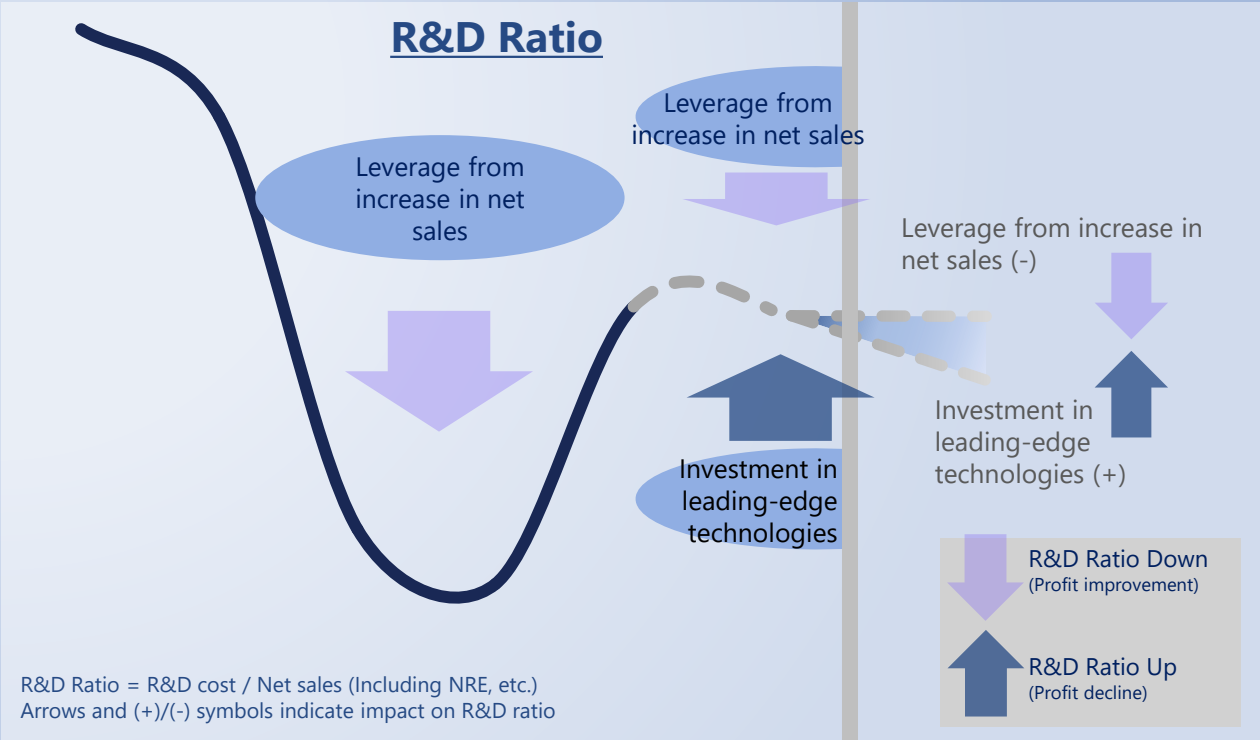 R&D Ratio
Leverage from
increase in net
sales
Leverage from
increase in net sales
Leverage from increase in
net sales (-)
Investment in
leading-edge
technologies
Investment in
leading-edge
technologies (+)
R&D Ratio Down
(Profit improvement)
R&D Ratio Up
(Profit decline)
R&D Ratio = R&D cost / Net sales (Including NRE, etc.)
Arrows and (+)/(-) symbols indicate impact on R&D ratio